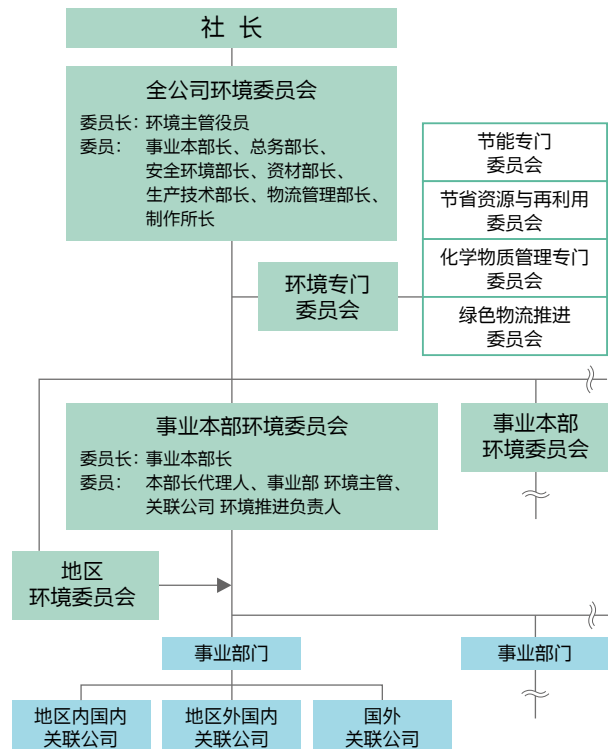 社 长
全公司环境委员会
委员长：环境主管役员
委员： 事业本部长、总务部长、
安全环境部长、资材部长、
生产技术部长、物流管理部长、
制作所长
节能专门
委员会
节省资源与再利用
委员会
化学物质管理专门
委员会
绿色物流推进
委员会
环境专门
委员会
事业本部环境委员会
委员长：事业本部长
委员： 本部长代理人、事业部 环境主管、
关联公司 环境推进负责人
事业本部
环境委员会
地区
环境委员会
事业部门
事业部门
地区内国内
关联公司
地区外国内
关联公司
国外
关联公司